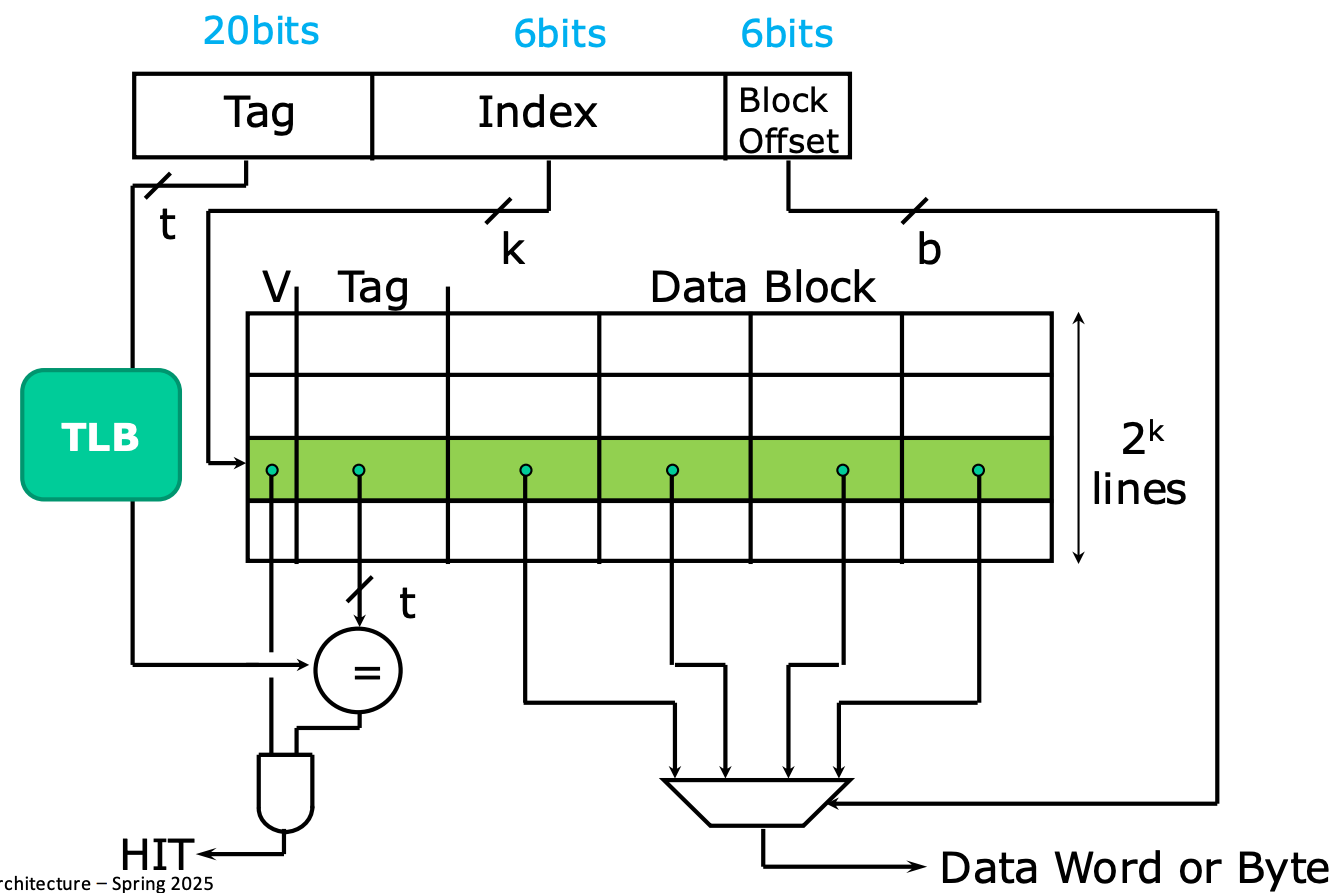 20bits 6bits 6bits
Tag Index Block
Offset
t k b
V Tag Data Block
TLB
2ᵏ
lines
t
=
HIT
Data Word or Byte
rchitecture – Spring 2025